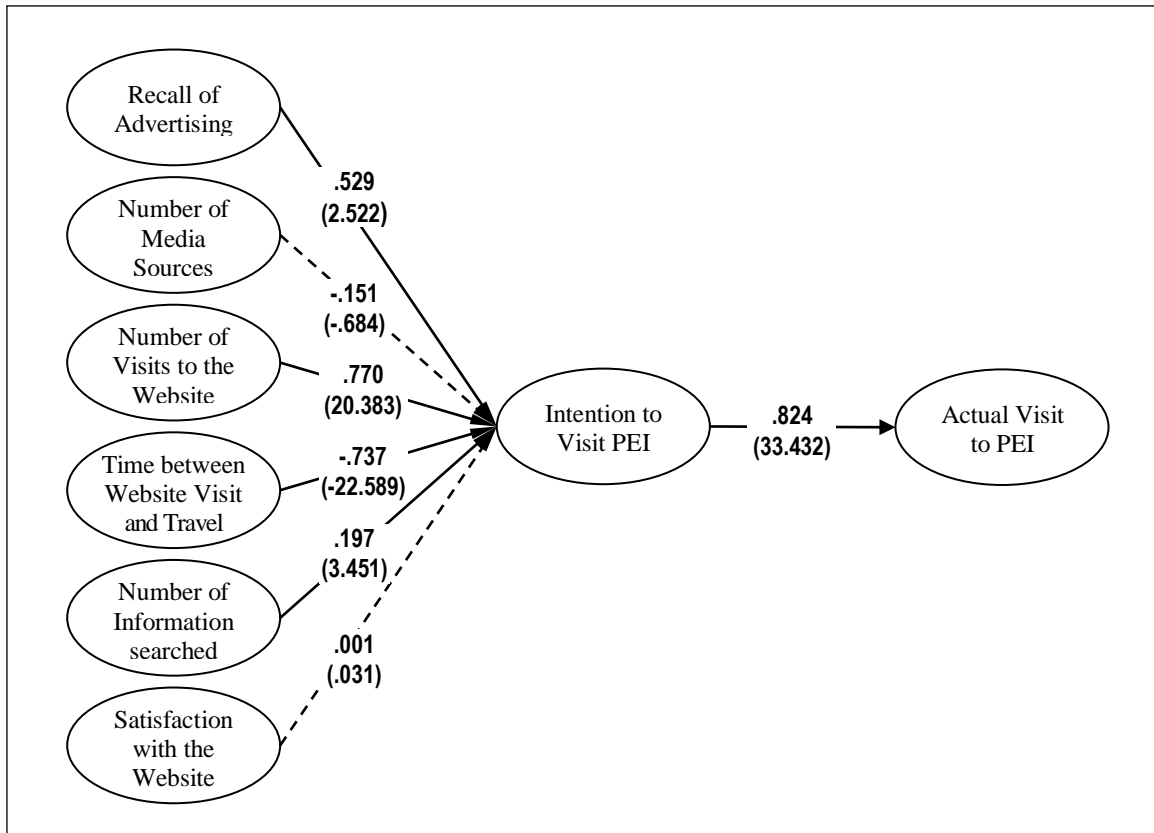 Recall of
Advertising
.529
(2.522)
Number of
Media
Sources
-.151
(-.684)
Number of
Visits to the
Website
.770
(20.383)
Intention to
Visit PEI
.824
(33.432)
Actual Visit
to PEI
Time between
Website Visit
and Travel
-.737
(-22.589)
.197
(3.451)
Number of
Information
searched
.001
(.031)
Satisfaction
with the
Website